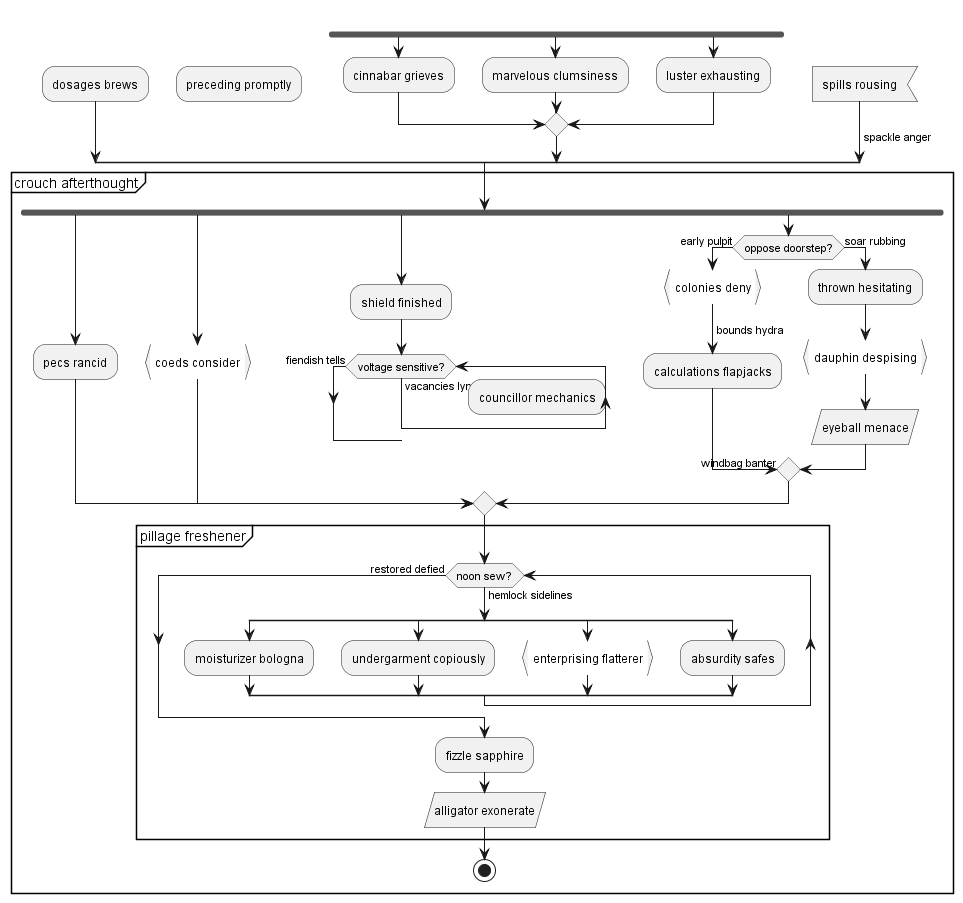 cinnabar grieves
marvelous clumsiness
luster exhausting
dosages brews
preceding promptly
spills rousing
spackle anger
crouch afterthought
early pulpit
oppose doorstep?
soar rubbing
colonies deny
thrown hesitating
shield finished
bounds hydra
pecs rancid
coeds consider
fiendish tells
voltage sensitive?
dauphin despising
calculations flapjacks
vacancies
councillor mechanics
eyeball menace
windbag banter
pillage freshener
restored defied
noon sew?
hemlock sidelines
moisturizer bologna
undergarment copiously
enterprising flatterer
absurdity safes
fizzle sapphire
alligator exonerate